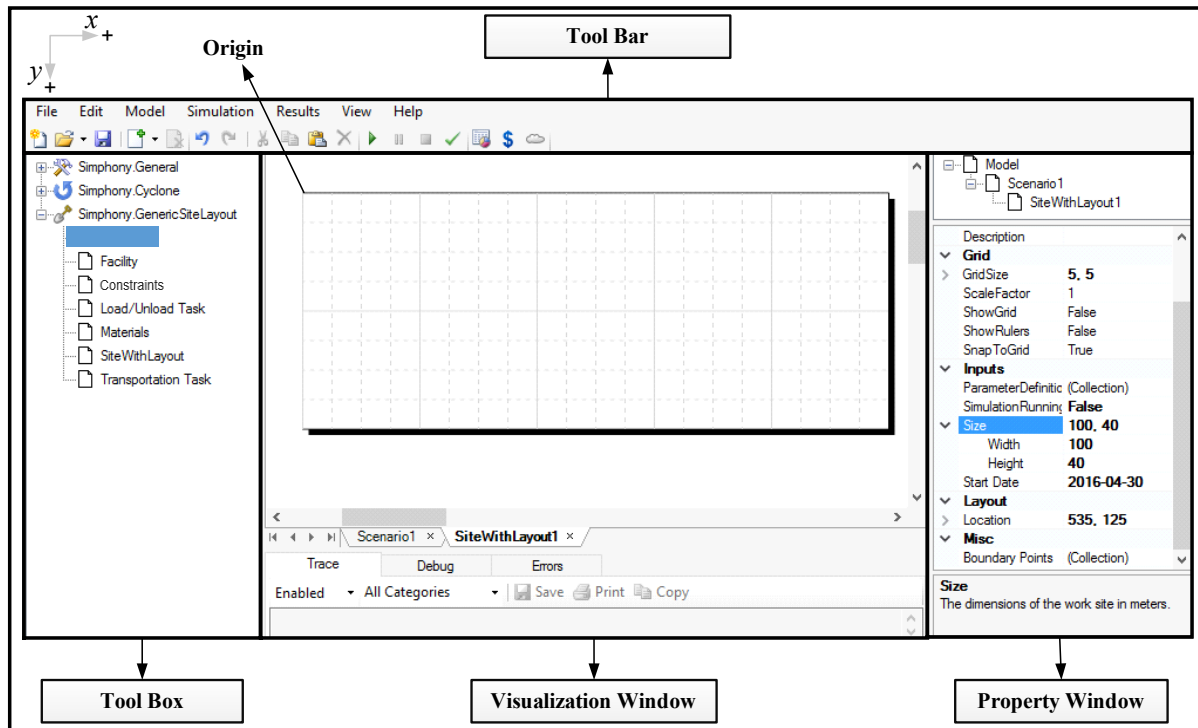 x
+
y
+
Origin
Tool Bar
File Edit Model Simulation Results View Help
Simphony.General
Simphony.Cyclone
Simphony.GenericSiteLayout
Facility
Constraints
Load/Unload Task
Materials
SiteWithLayout
Transportation Task
Scenario1 × SiteWithLayout1 ×
Trace Debug Errors
Enabled All Categories Save Print Copy
Model
Scenario1
SiteWithLayout1
Description
Grid
GridSize 5, 5
ScaleFactor 1
ShowGrid False
ShowRulers False
SnapToGrid True
Inputs
ParameterDefinitic (Collection)
SimulationRunning False
Size 100, 40
Width 100
Height 40
Start Date 2016-04-30
Layout
Location 535, 125
Misc
Boundary Points (Collection)
Size
The dimensions of the work site in meters.
Tool Box
Visualization Window
Property Window